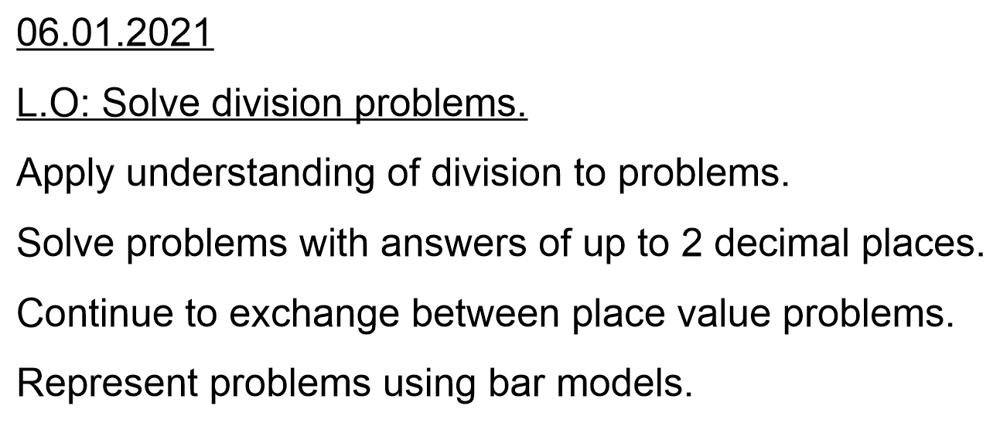 06.01.2021
L.O: Solve division problems.
Apply understanding of division to problems.
Solve problems with answers of up to 2 decimal places.
Continue to exchange between place value problems.
Represent problems using bar models.